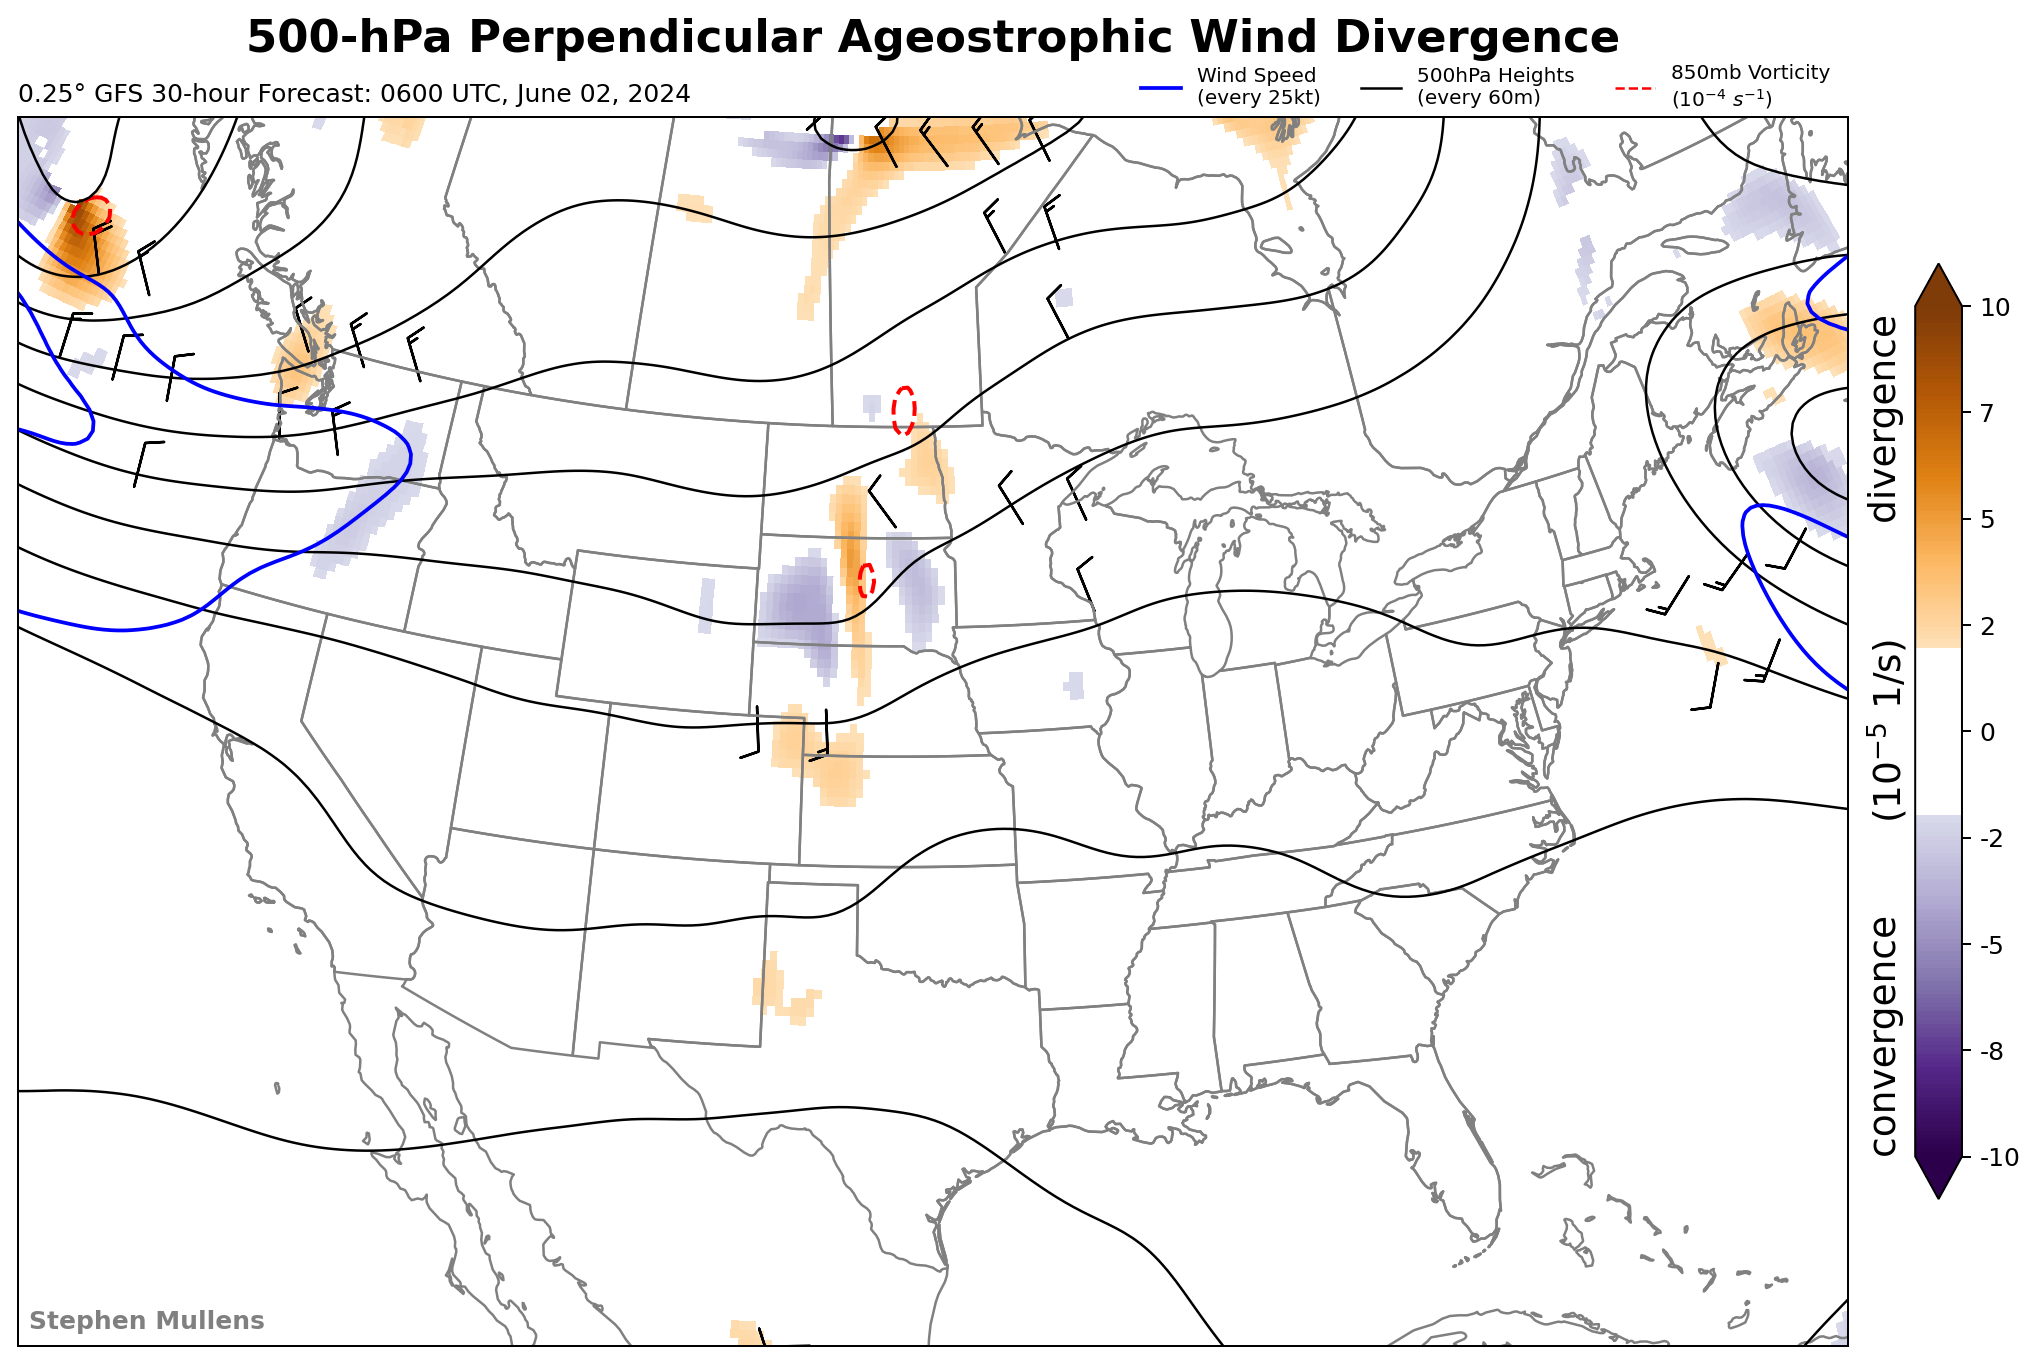 500-hPa Perpendicular Ageostrophic Wind Divergence
0.25° GFS 30-hour Forecast: 0600 UTC, June 02, 2024
Wind Speed
(every 25kt)
500hPa Heights
(every 60m)
850mb Vorticity
(10⁻⁴ s⁻¹)
10
7
5
2
0
-2
-5
-8
-10
convergence (10⁻⁵ 1/s) divergence
Stephen Mullens